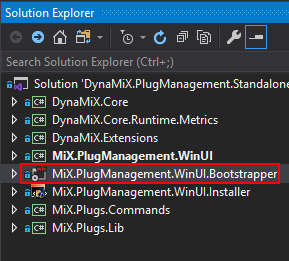 Solution Explorer
Search Solution Explorer (Ctrl+;)
Solution 'DynaMiX.PlugManagement.Standalone
C# DynaMiX.Core
C# DynaMiX.Core.Runtime.Metrics
C# DynaMiX.Extensions
C# MiX.PlugManagement.WinUI
MiX.PlugManagement.WinUI.Bootstrapper
MiX.PlugManagement.WinUI.Installer
C# MiX.Plugs.Commands
C# MiX.Plugs.Lib